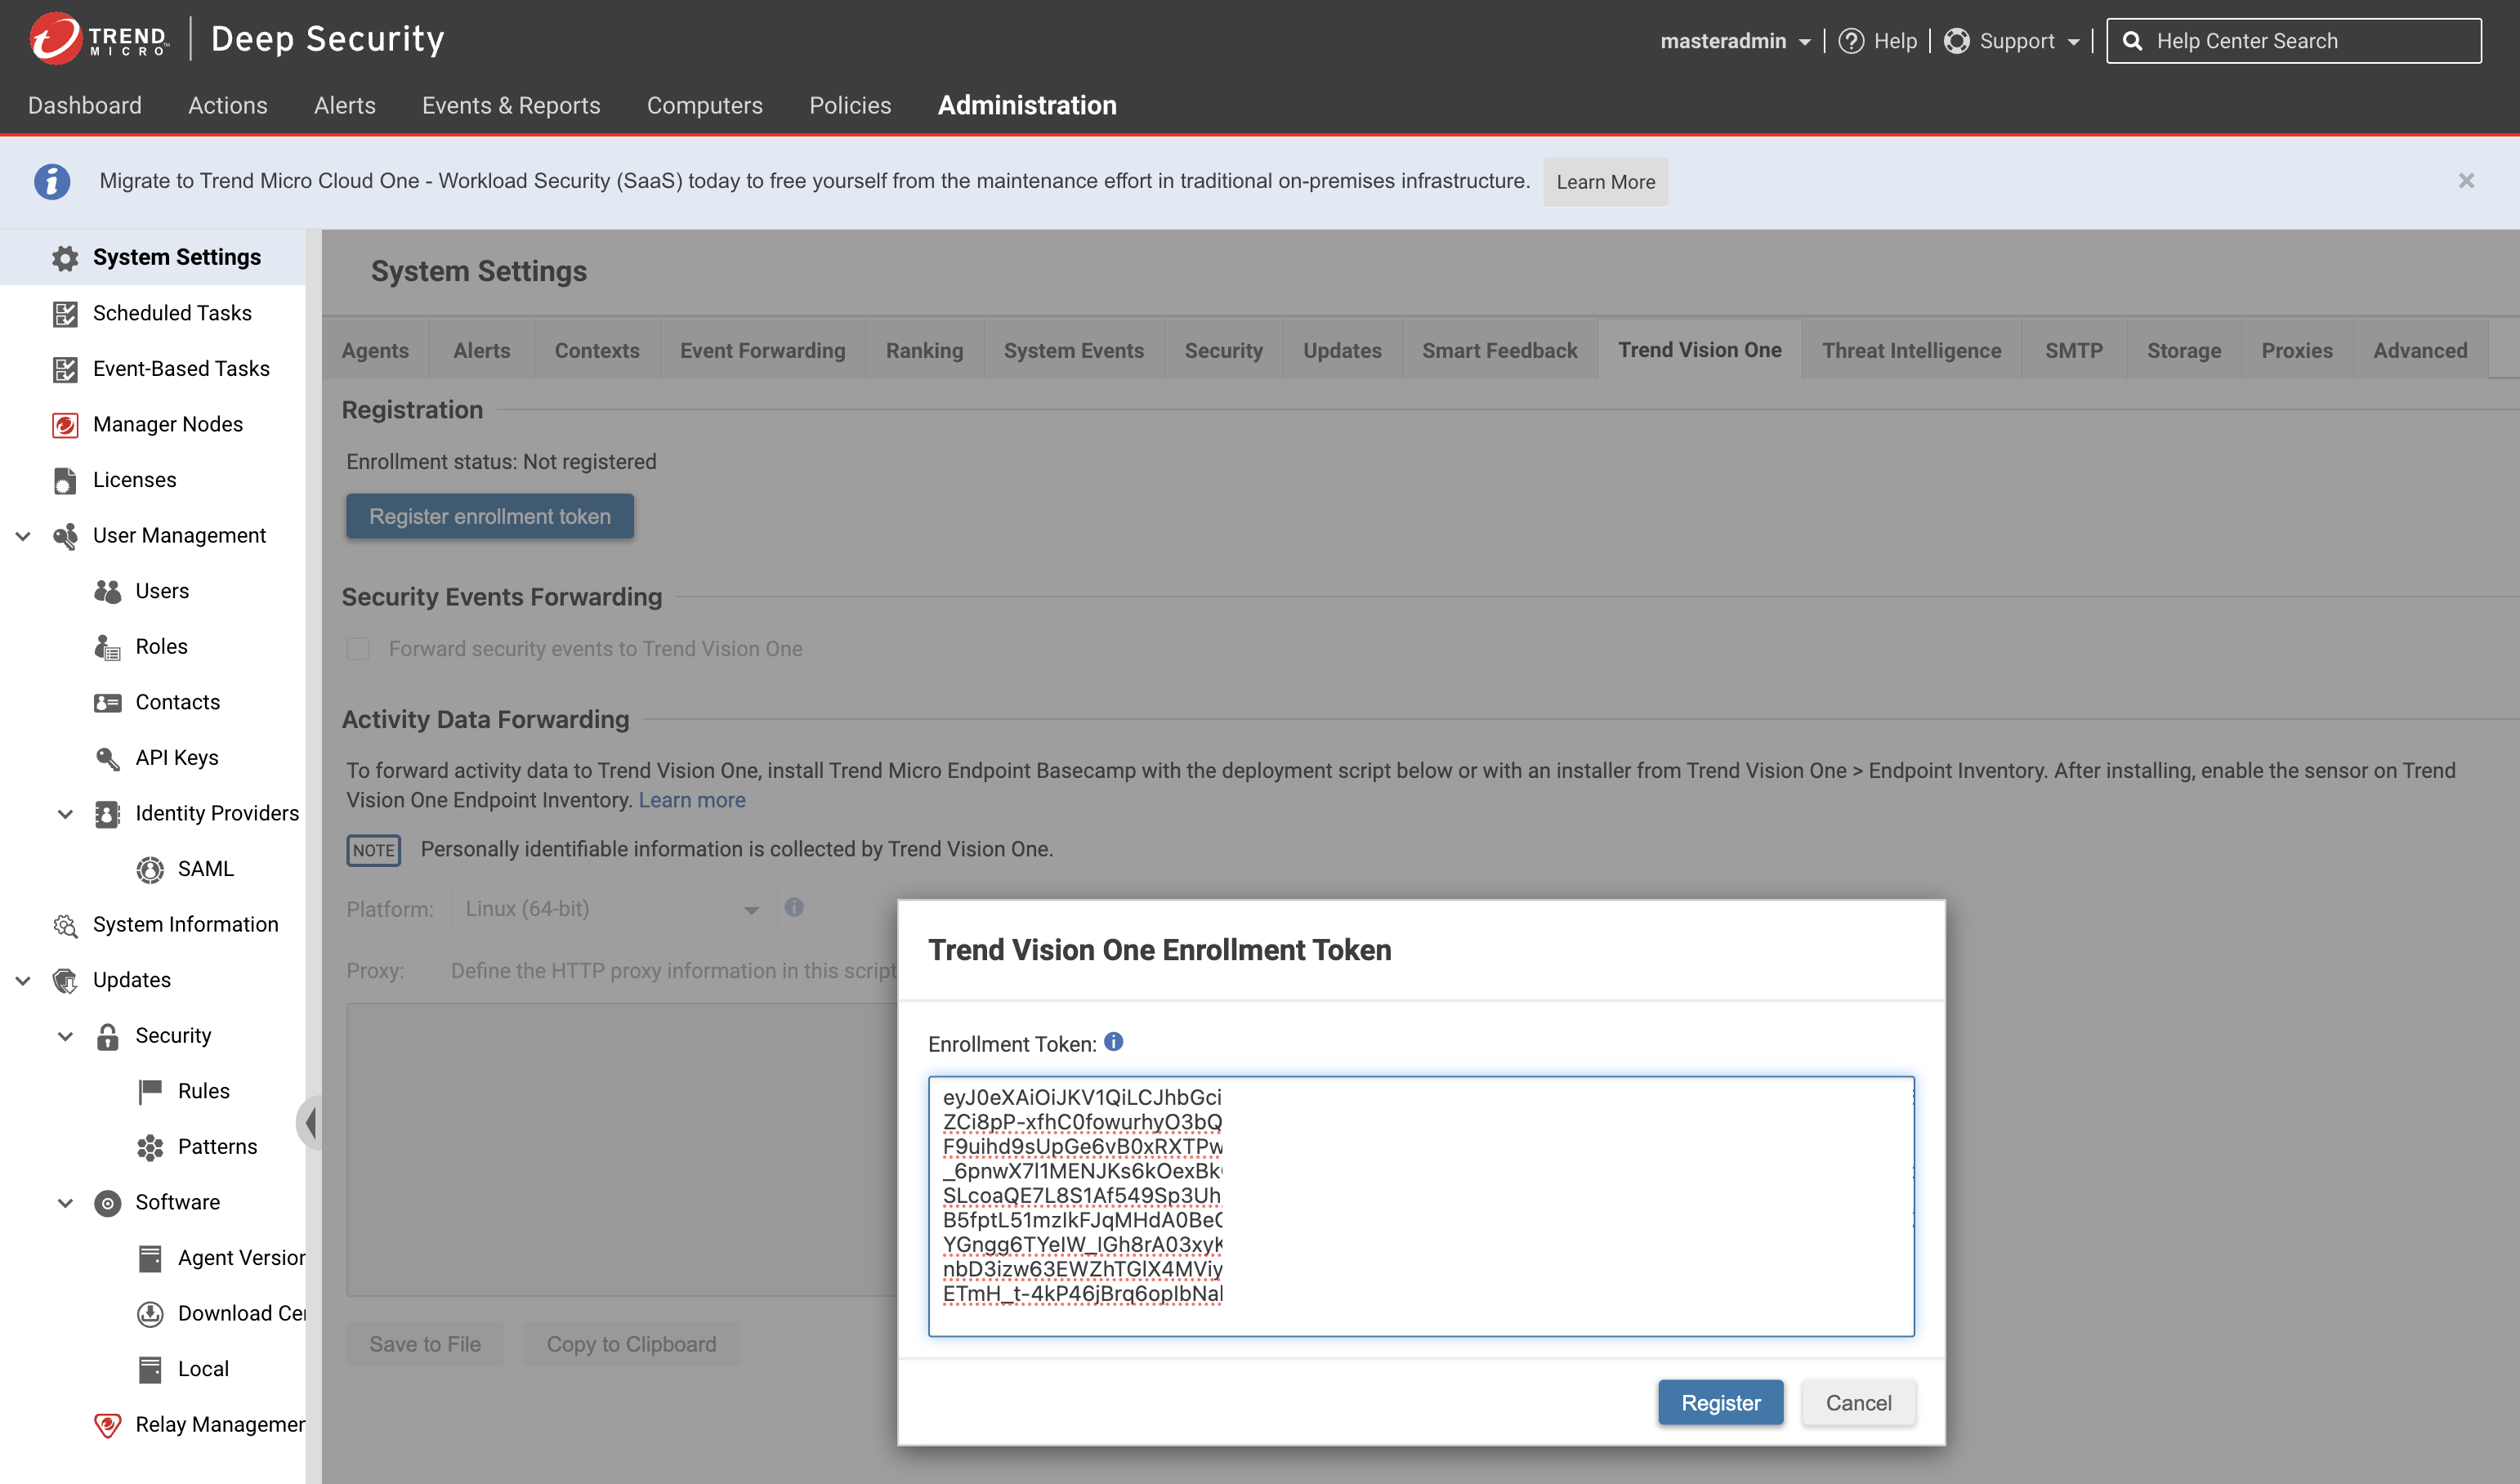 TREND MICRO™ Deep Security
masteradmin Help Support Help Center Search
Dashboard Actions Alerts Events & Reports Computers Policies Administration
Migrate to Trend Micro Cloud One - Workload Security (SaaS) today to free yourself from the maintenance effort in traditional on-premises infrastructure. Learn More
System Settings
Scheduled Tasks
Event-Based Tasks
Manager Nodes
Licenses
User Management
Users
Roles
Contacts
API Keys
Identity Providers
SAML
System Information
Updates
Security
Rules
Patterns
Software
Agent Version
Download Cen
Local
Relay Managemen
System Settings
Agents Alerts Contexts Event Forwarding Ranking System Events Security Updates Smart Feedback Trend Vision One Threat Intelligence SMTP Storage Proxies Advanced
Registration
Enrollment status: Not registered
Register enrollment token
Security Events Forwarding
Forward security events to Trend Vision One
Activity Data Forwarding
To forward activity data to Trend Vision One, install Trend Micro Endpoint Basecamp with the deployment script below or with an installer from Trend Vision One > Endpoint Inventory. After installing, enable the sensor on Trend
Vision One Endpoint Inventory. Learn more
NOTE Personally identifiable information is collected by Trend Vision One.
Platform: Linux (64-bit)
Proxy: Define the HTTP proxy information in this script
Save to File Copy to Clipboard
Trend Vision One Enrollment Token
Enrollment Token:
eyJ0eXAiOiJKV1QiLCJhbGci
ZCi8pP-xfhC0fowurhyO3bQ
F9uihd9sUpGe6vB0xRXTPw
_6pnwX7l1MENJKs6kOexBk
SLcoaQE7L8S1Af549Sp3Uh
B5fptL51mzIkFJqMHdA0Be
YGngg6TYeIW_IGh8rA03xyK
nbD3izw63EWZhTGlX4MViy
ETmH_t-4kP46jBrq6opIbNal
Register Cancel